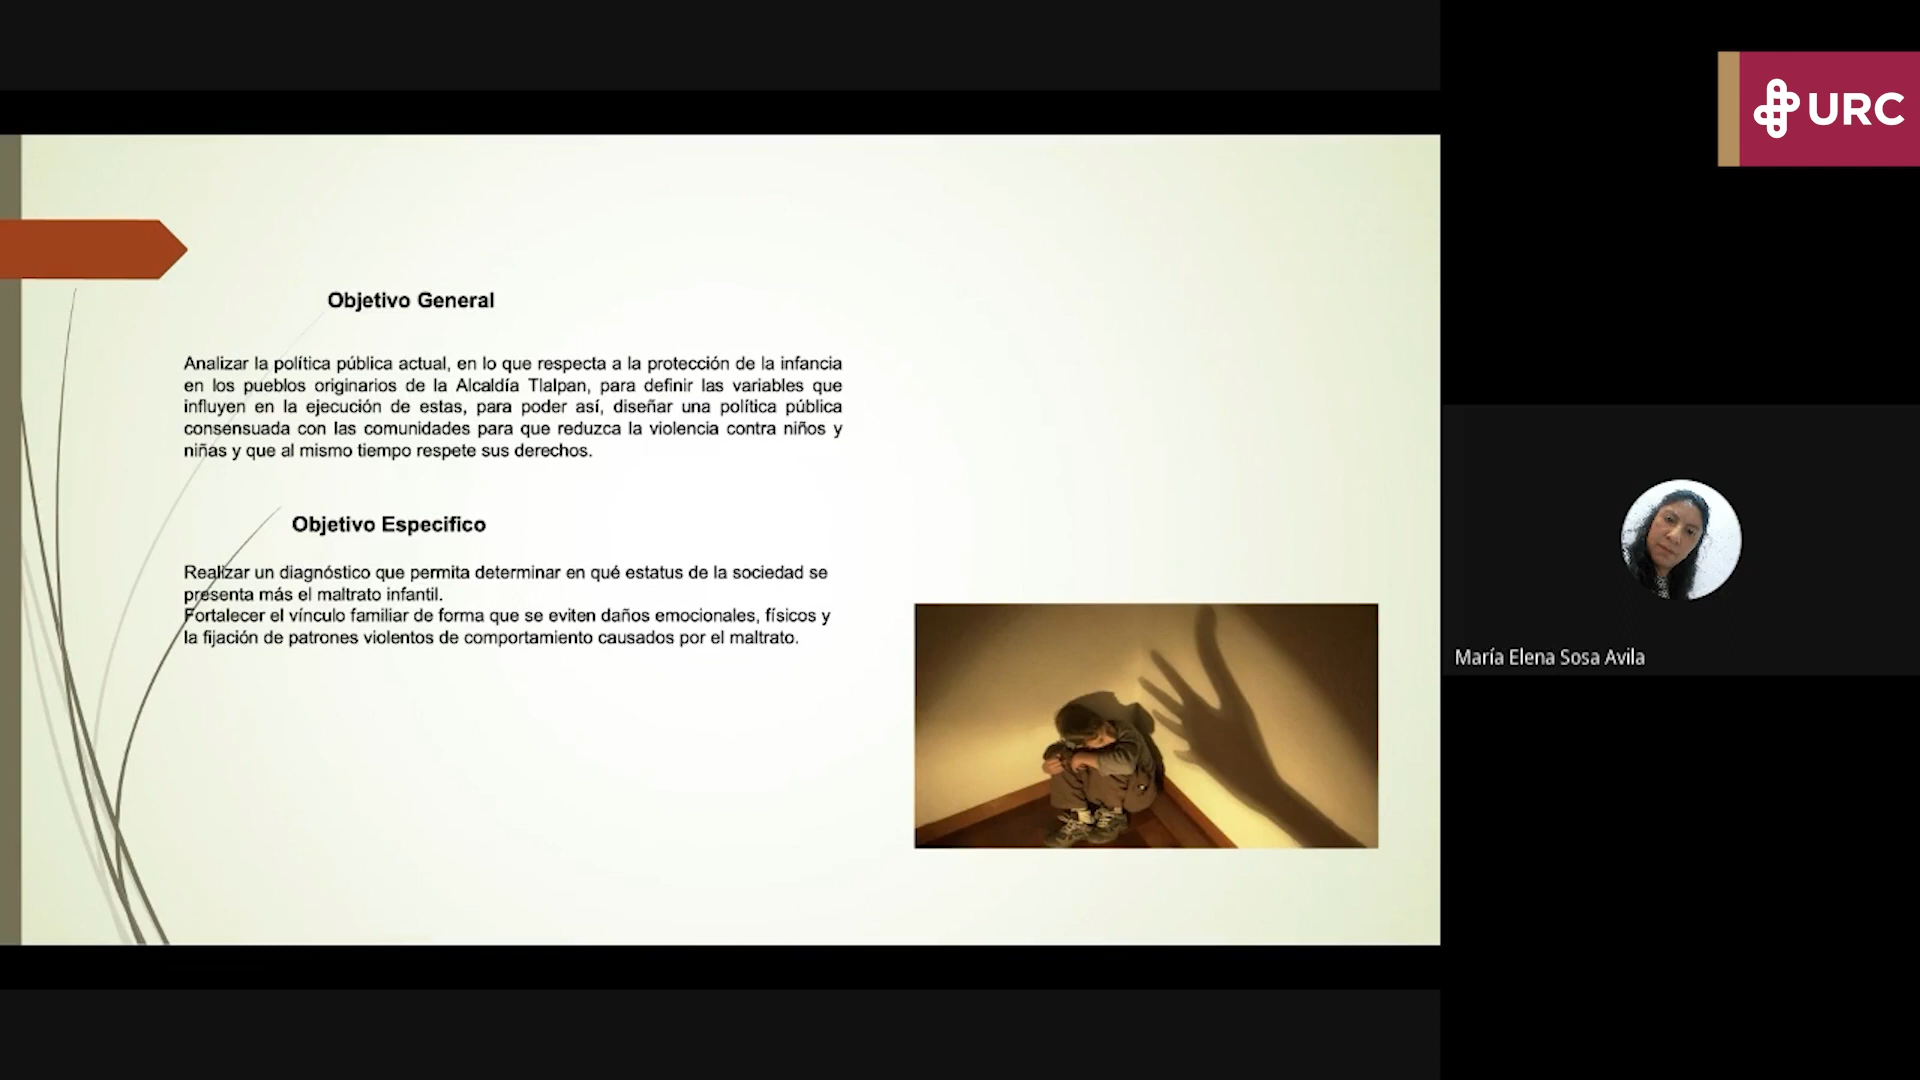 URC
Objetivo General
Analizar la política pública actual, en lo que respecta a la protección de la infancia
en los pueblos originarios de la Alcaldía Tlalpan, para definir las variables que
influyen en la ejecución de estas, para poder así, diseñar una política pública
consensuada con las comunidades para que reduzca la violencia contra niños y
niñas y que al mismo tiempo respete sus derechos.
Objetivo Especifico
Realizar un diagnóstico que permita determinar en qué estatus de la sociedad se
presenta más el maltrato infantil.
Fortalecer el vínculo familiar de forma que se eviten daños emocionales, físicos y
la fijación de patrones violentos de comportamiento causados por el maltrato.
María Elena Sosa Avila